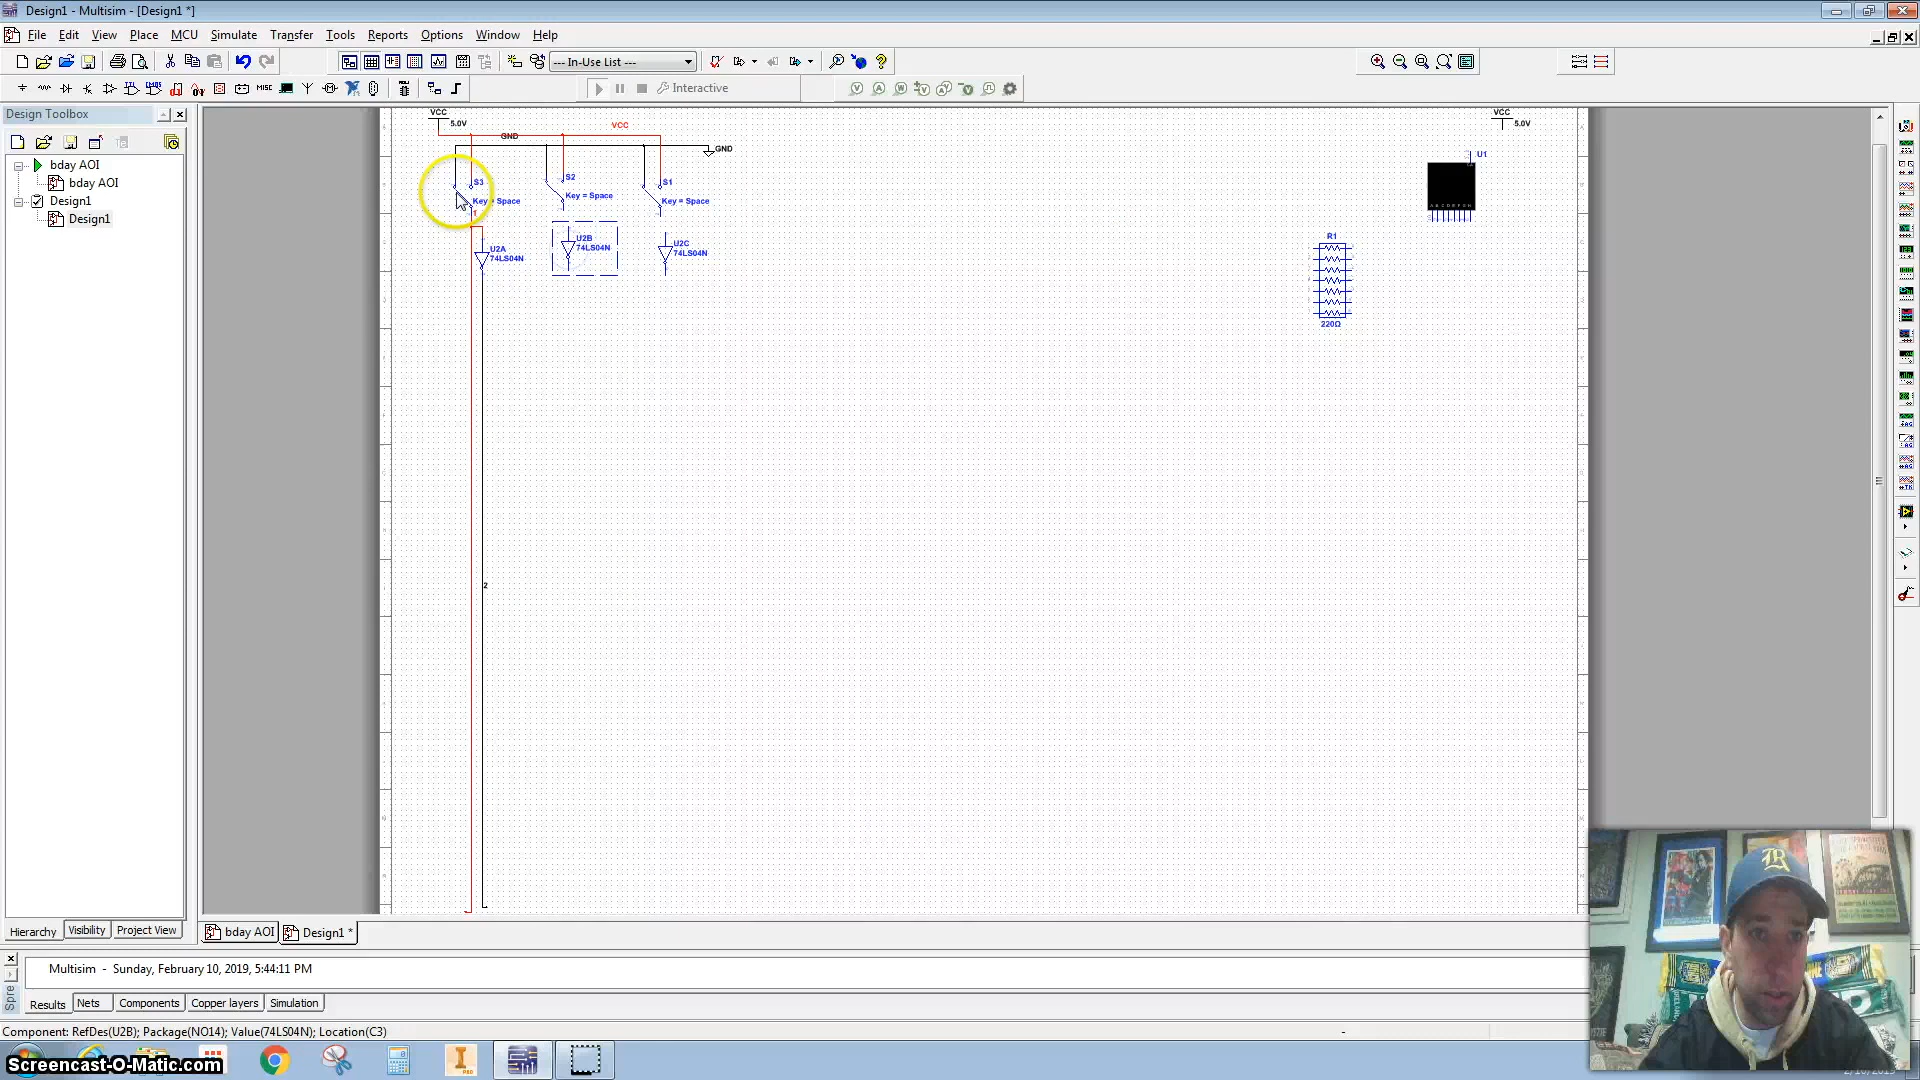 Design1 - Multisim - [Design1 *]
File Edit View Place MCU Simulate Transfer Tools Reports Options Window Help
--- In-Use List ---
MISC
Interactive
Design Toolbox
bday AOI
bday AOI
Design1
Design1
VCC
5.0V
GND
VCC
GND
S3
Key = Space
S2
Key = Space
S1
Key = Space
1
U2A
74LS04N
U2B
74LS04N
U2C
74LS04N
2
VCC
5.0V
U1
A B C D E F G H
R1
220Ω
Hierarchy Visibility Project View
bday AOI Design1 *
Multisim - Sunday, February 10, 2019, 5:44:11 PM
Spre
Results Nets Components Copper layers Simulation
Component: RefDes(U2B); Package(NO14); Value(74LS04N); Location(C3)
Screencast-O-Matic.com